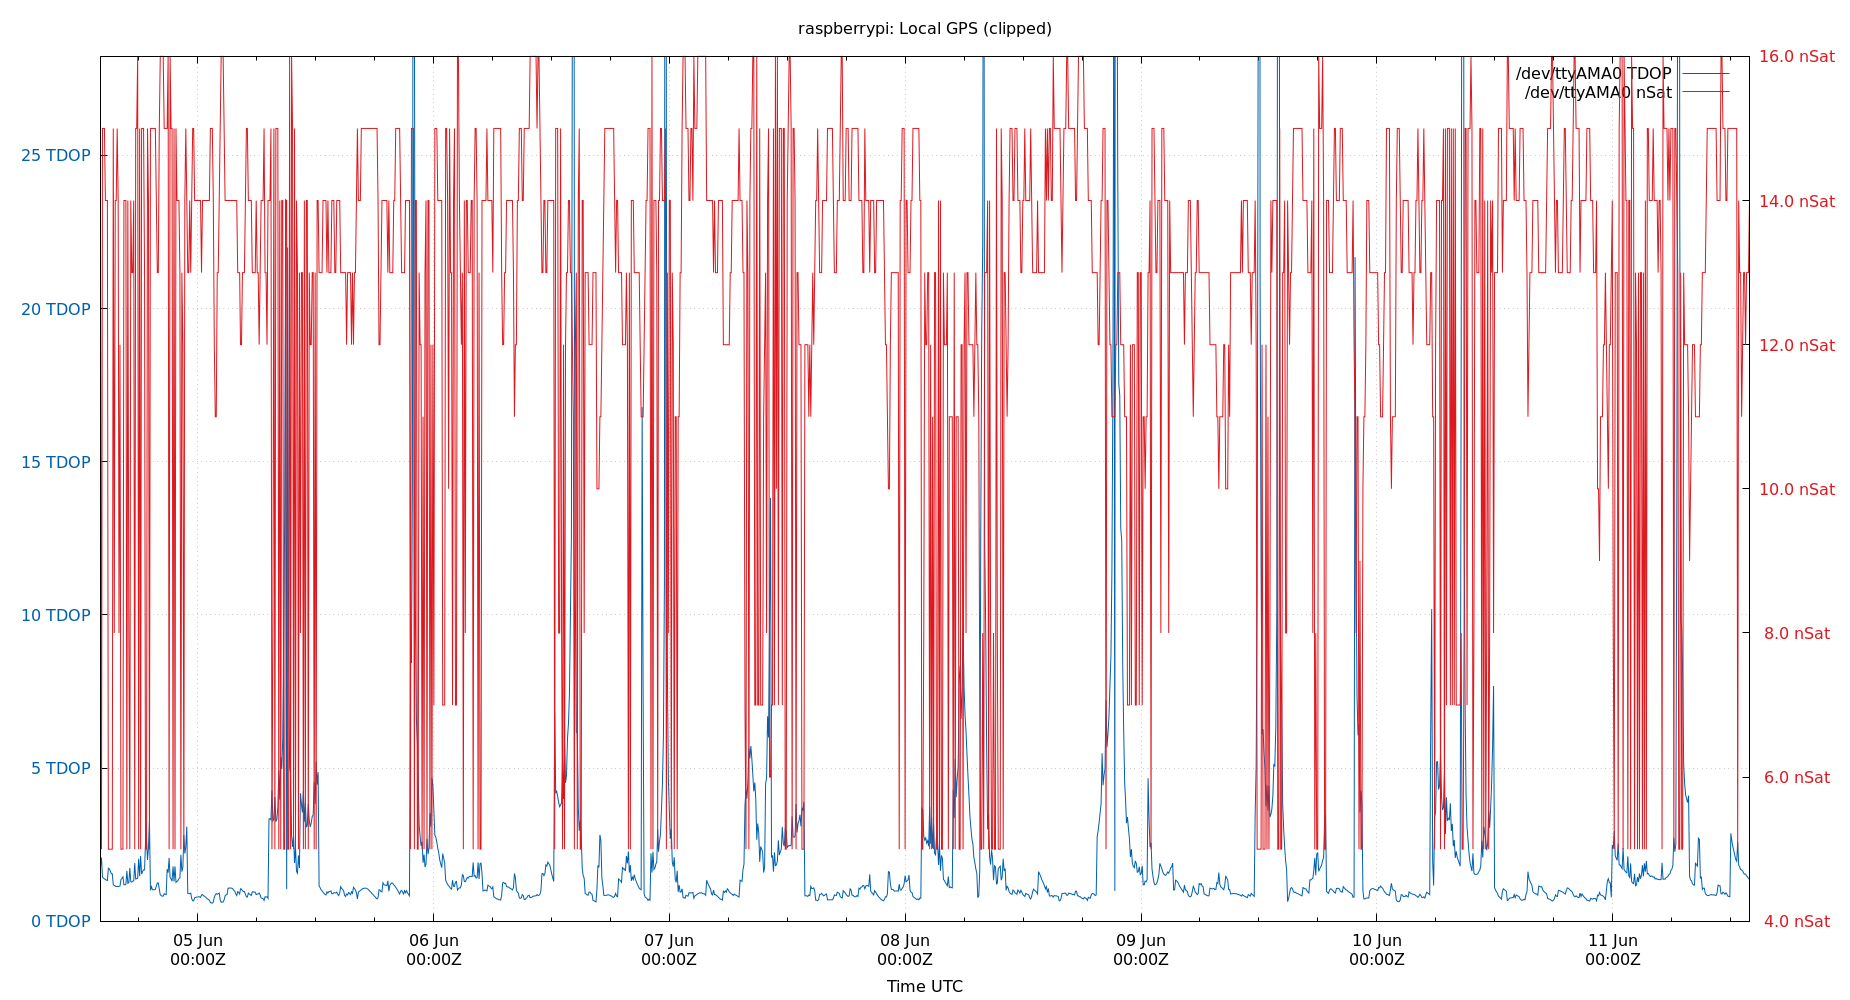 raspberrypi: Local GPS (clipped)
16.0 nSat
/dev/ttyAMA0 TDOP
/dev/ttyAMA0 nSat
25 TDOP
14.0 nSat
20 TDOP
12.0 nSat
15 TDOP
10.0 nSat
10 TDOP
8.0 nSat
5 TDOP
6.0 nSat
0 TDOP
4.0 nSat
05 Jun
00:00Z
06 Jun
00:00Z
07 Jun
00:00Z
08 Jun
00:00Z
09 Jun
00:00Z
10 Jun
00:00Z
11 Jun
00:00Z
Time UTC